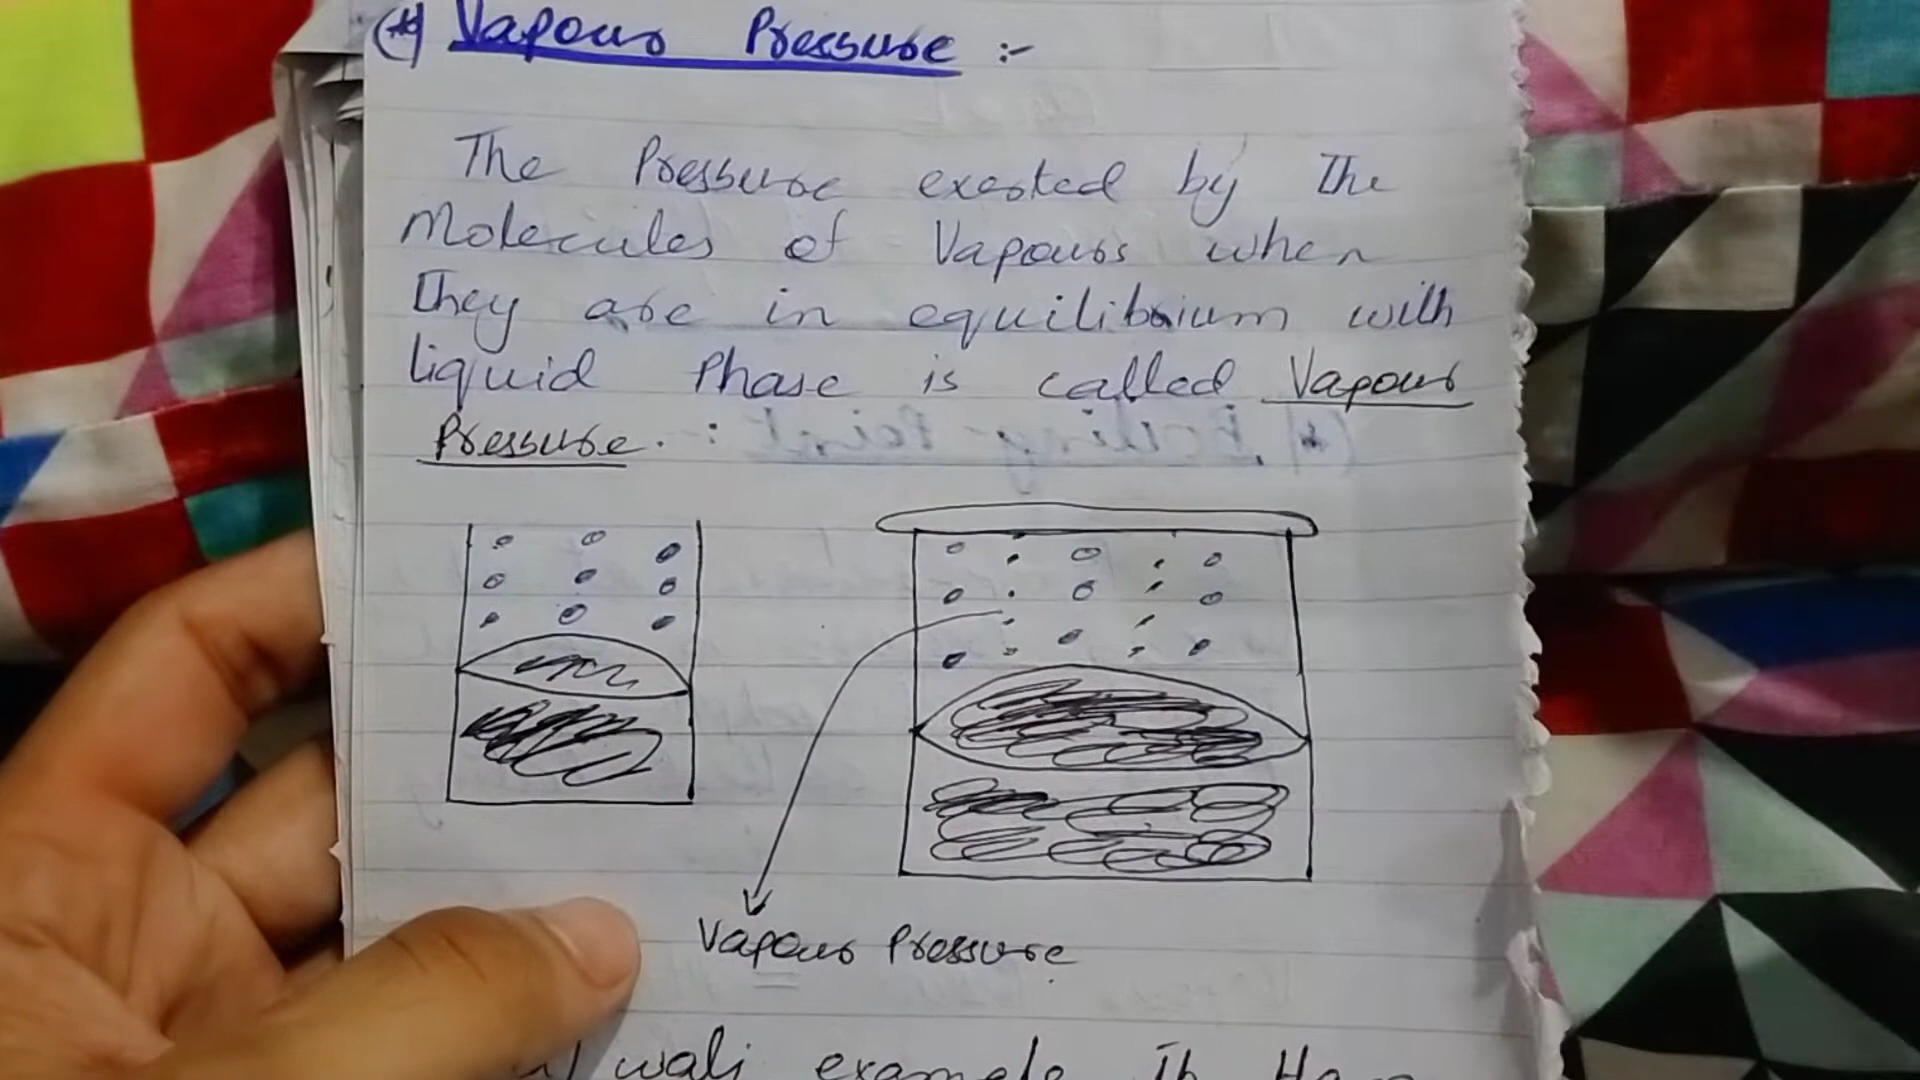 (*) Vapour Pressure :-
The Pressure exerted by the
Molecules of Vapours when
They are in equilibrium with
liquid Phase is called Vapour
Pressure.
Vapour Pressure.
wali example